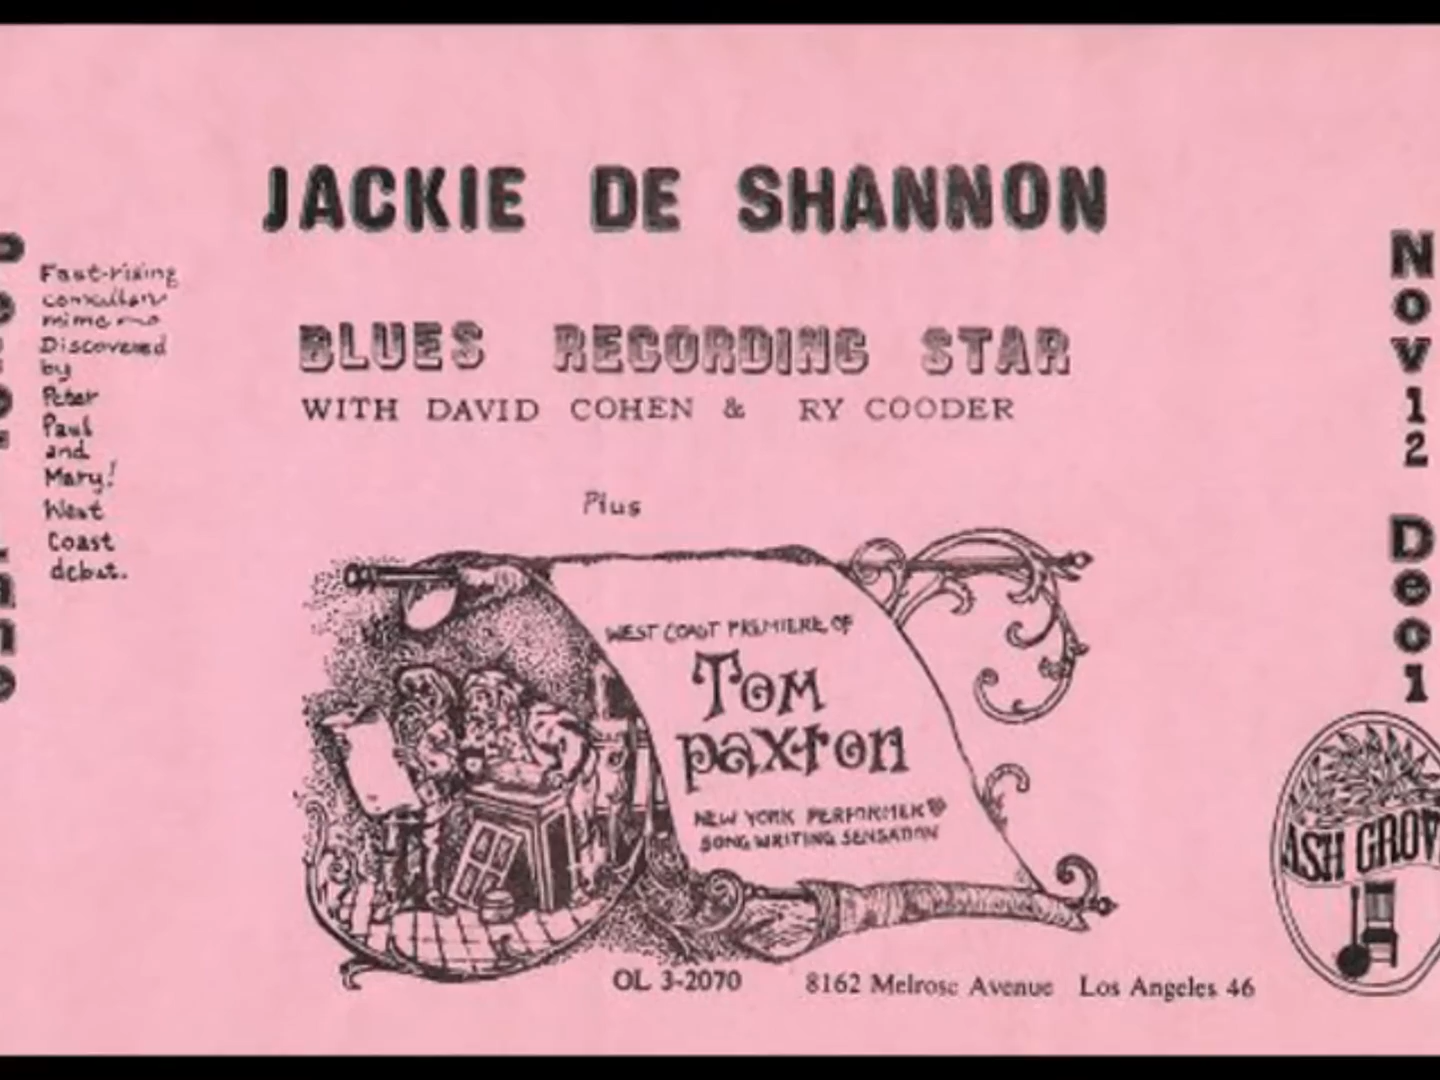 JACKIE DE SHANNON
BLUES RECORDING STAR
WITH DAVID COHEN & RY COODER
Plus
WEST COAST PREMIERE OF
TOM
paxton
NEW YORK PERFORMER
SONG WRITING SENSATION
Fast-rising
mime
Discovered
by
Peter
Paul
and
Mary!
West
Coast
debut.
Nov 12
Dec 1
ASH GROV
OL 3-2070 8162 Melrose Avenue Los Angeles 46